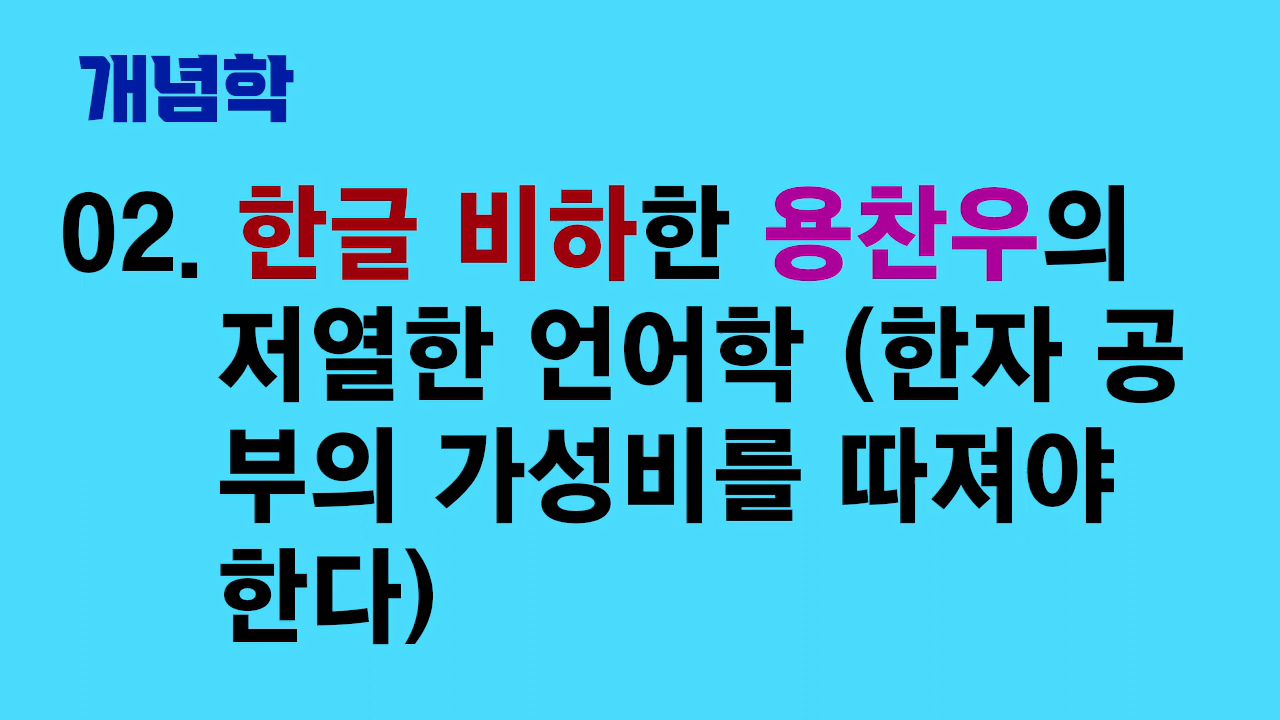 개념학
02. 한글 비하한 용찬우의
저열한 언어학 (한자 공
부의 가성비를 따져야
한다)